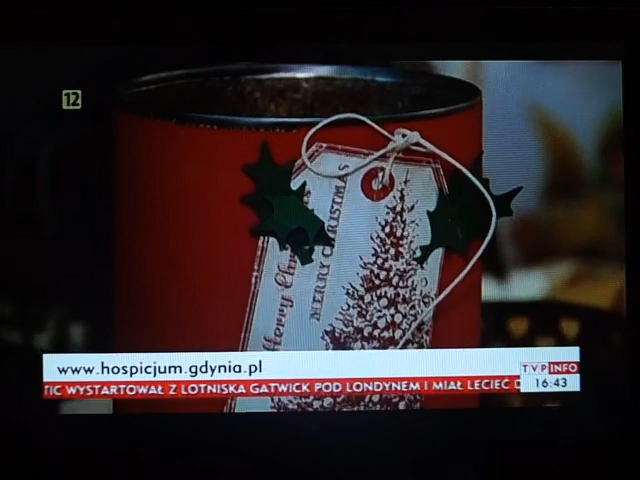 12
Merry
MERRY CHRISTMAS
www.hospicjum.gdynia.pl
TVP INFO
TIC WYSTARTOWAŁ Z LOTNISKA GATWICK POD LONDYNEM I MIAŁ LECIEĆ
16:43